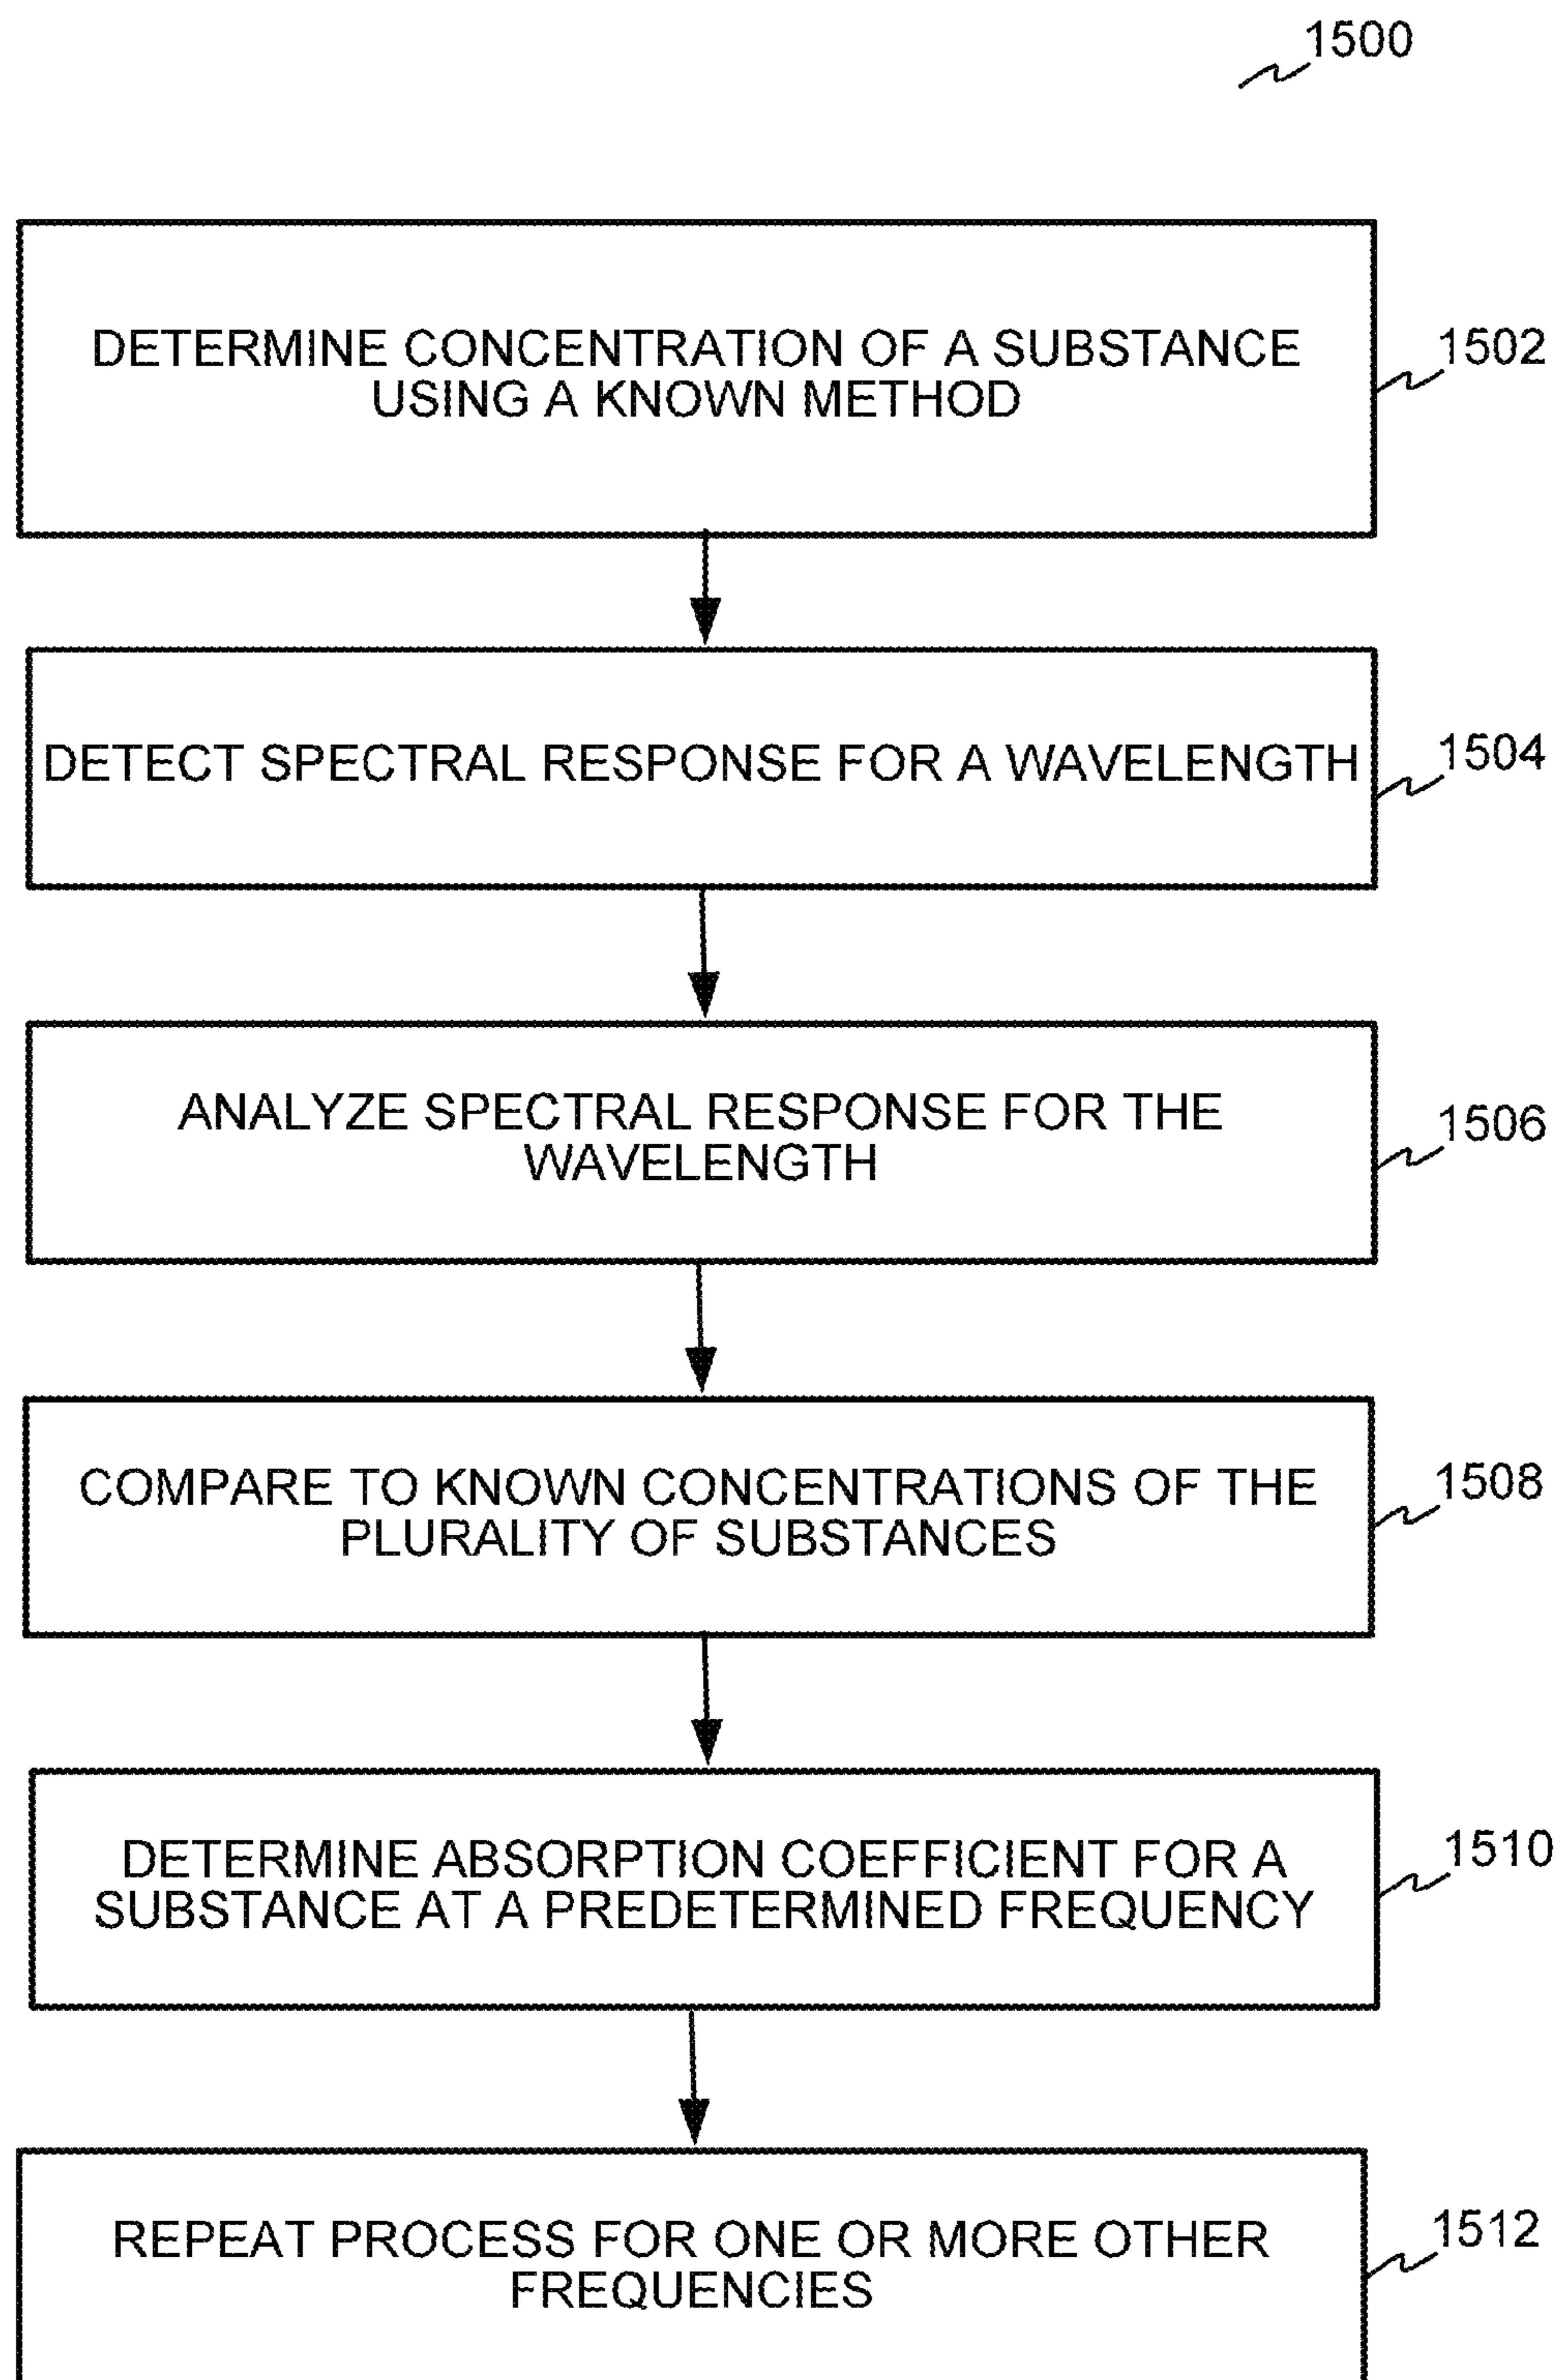 1500
DETERMINE CONCENTRATION OF A SUBSTANCE
USING A KNOWN METHOD
1502
DETECT SPECTRAL RESPONSE FOR A WAVELENGTH
1504
ANALYZE SPECTRAL RESPONSE FOR THE
WAVELENGTH
1506
COMPARE TO KNOWN CONCENTRATIONS OF THE
PLURALITY OF SUBSTANCES
1508
DETERMINE ABSORPTION COEFFICIENT FOR A
SUBSTANCE AT A PREDETERMINED FREQUENCY
1510
REPEAT PROCESS FOR ONE OR MORE OTHER
FREQUENCIES
1512